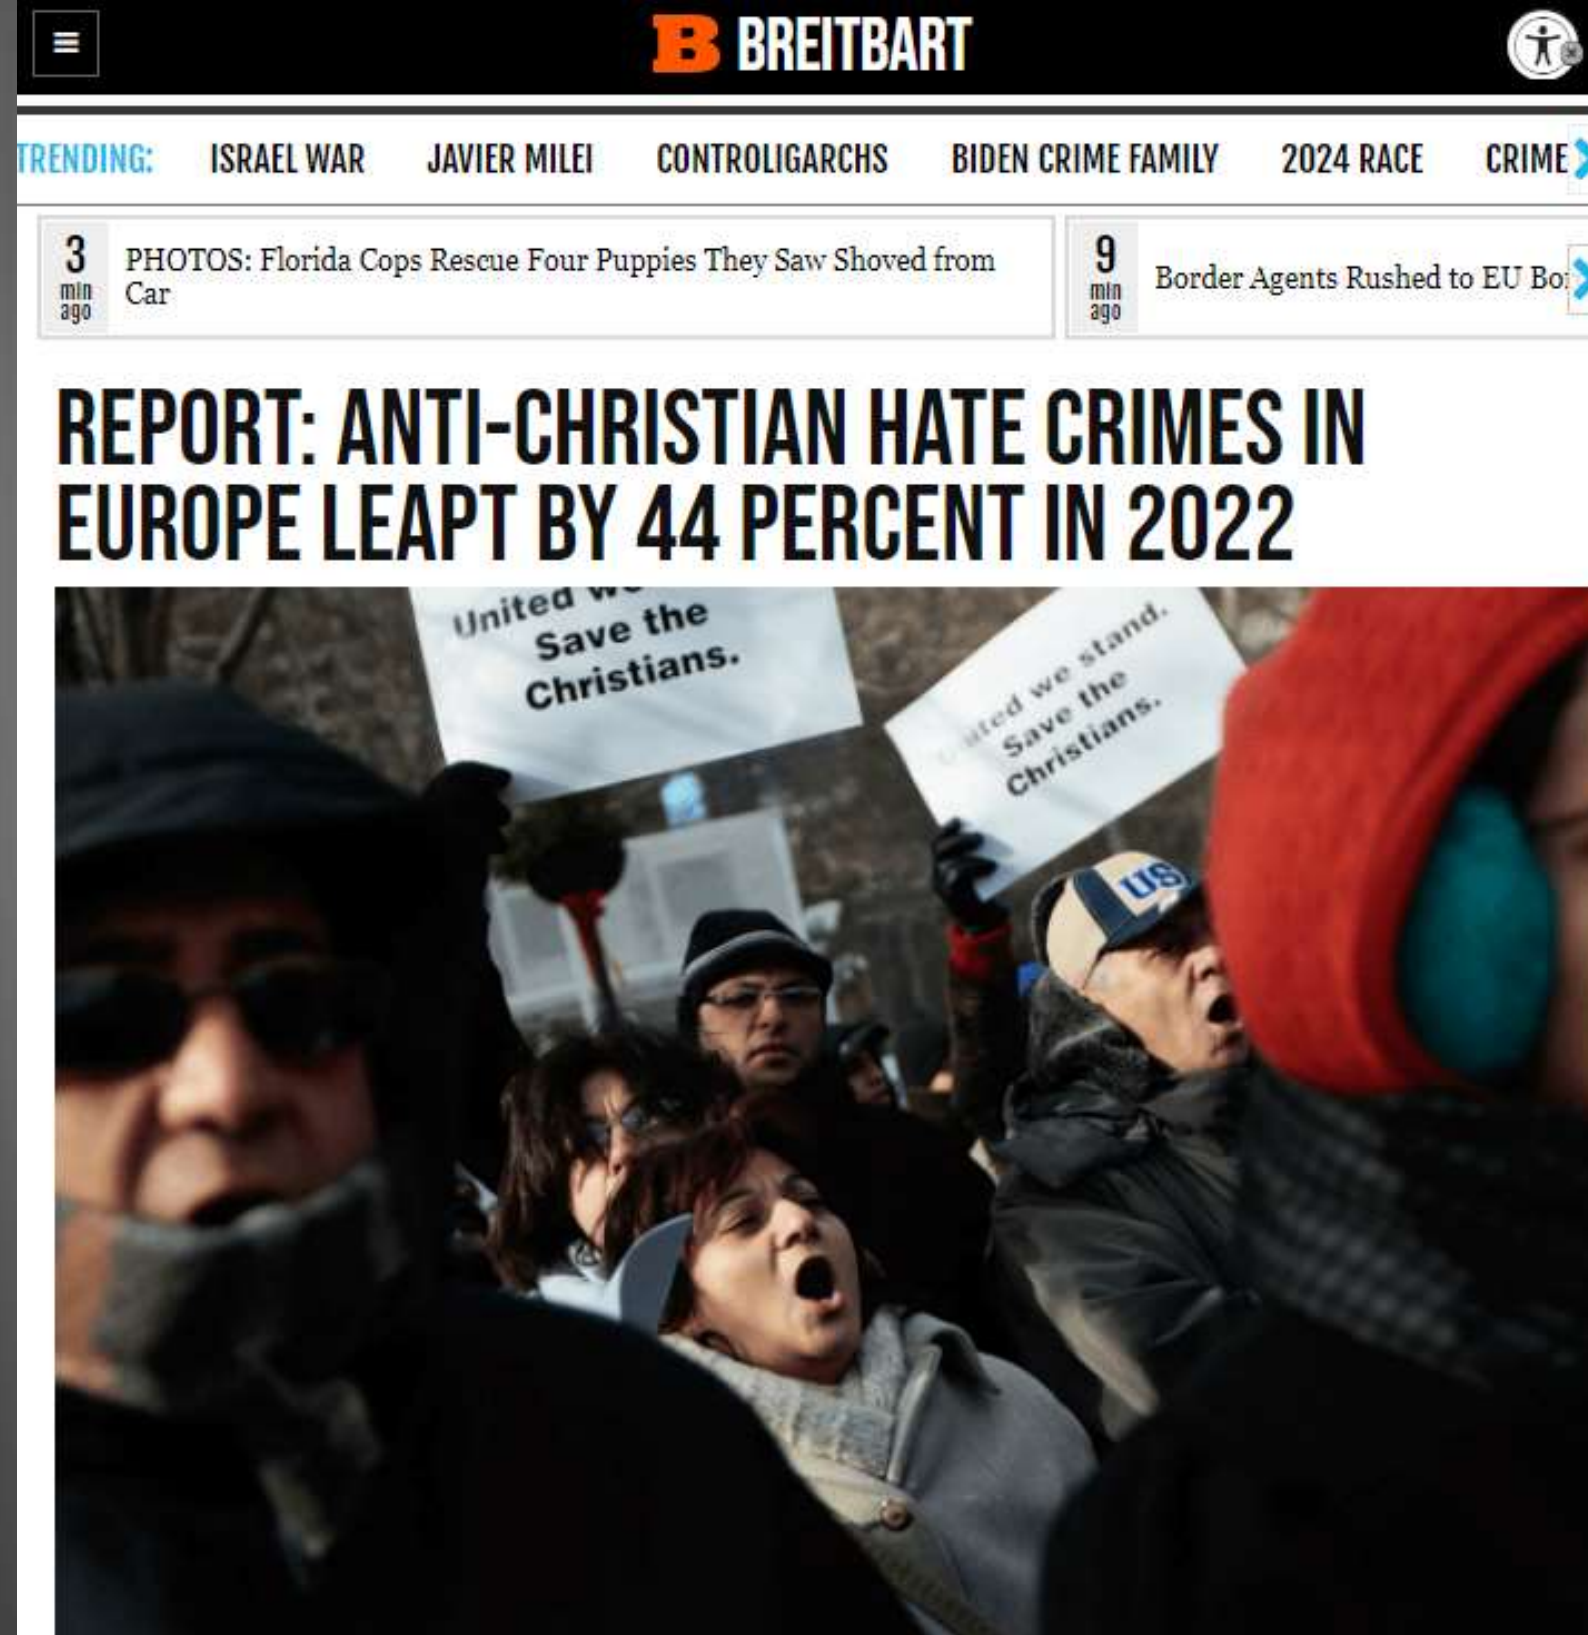 B BREITBART
TRENDING: ISRAEL WAR JAVIER MILEI CONTROLIGARCHS BIDEN CRIME FAMILY 2024 RACE CRIME
3 min ago
PHOTOS: Florida Cops Rescue Four Puppies They Saw Shoved from
Car
9 min ago
Border Agents Rushed to EU
REPORT: ANTI-CHRISTIAN HATE CRIMES IN
EUROPE LEAPT BY 44 PERCENT IN 2022
United
Save the
Christians.
we stand.
Save the
Christians.
US